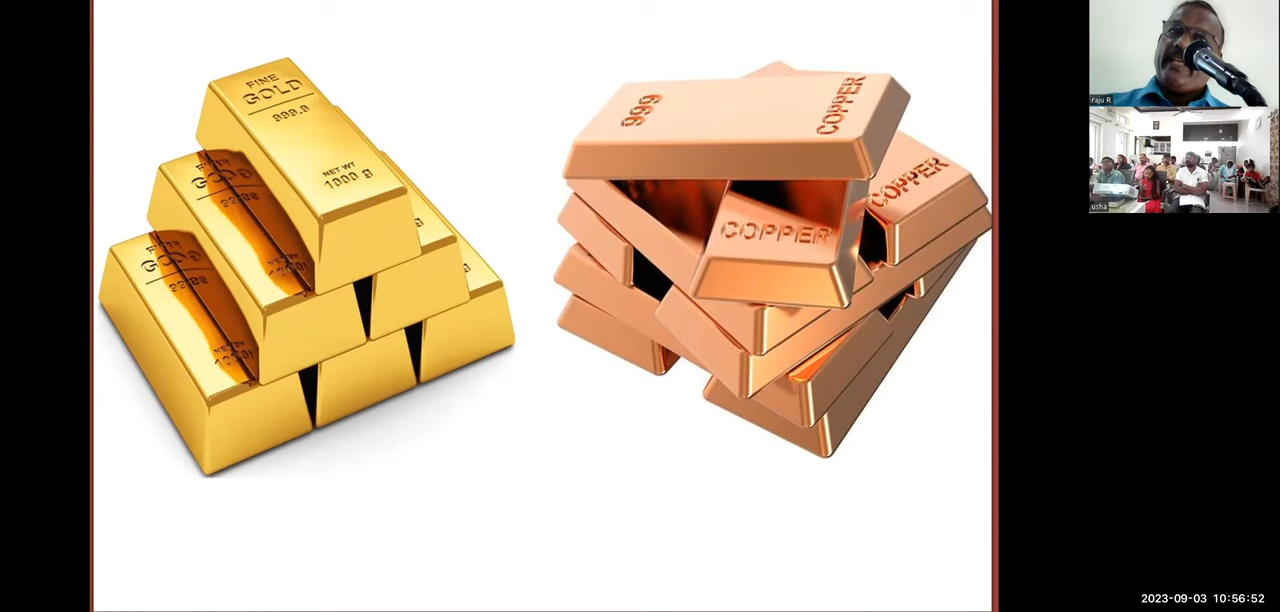 FINE
GOLD
999.9
NET WT
1000 g
999
COPPER
COPPER
COPPER
raju R
usha
2023-09-03 10:56:52